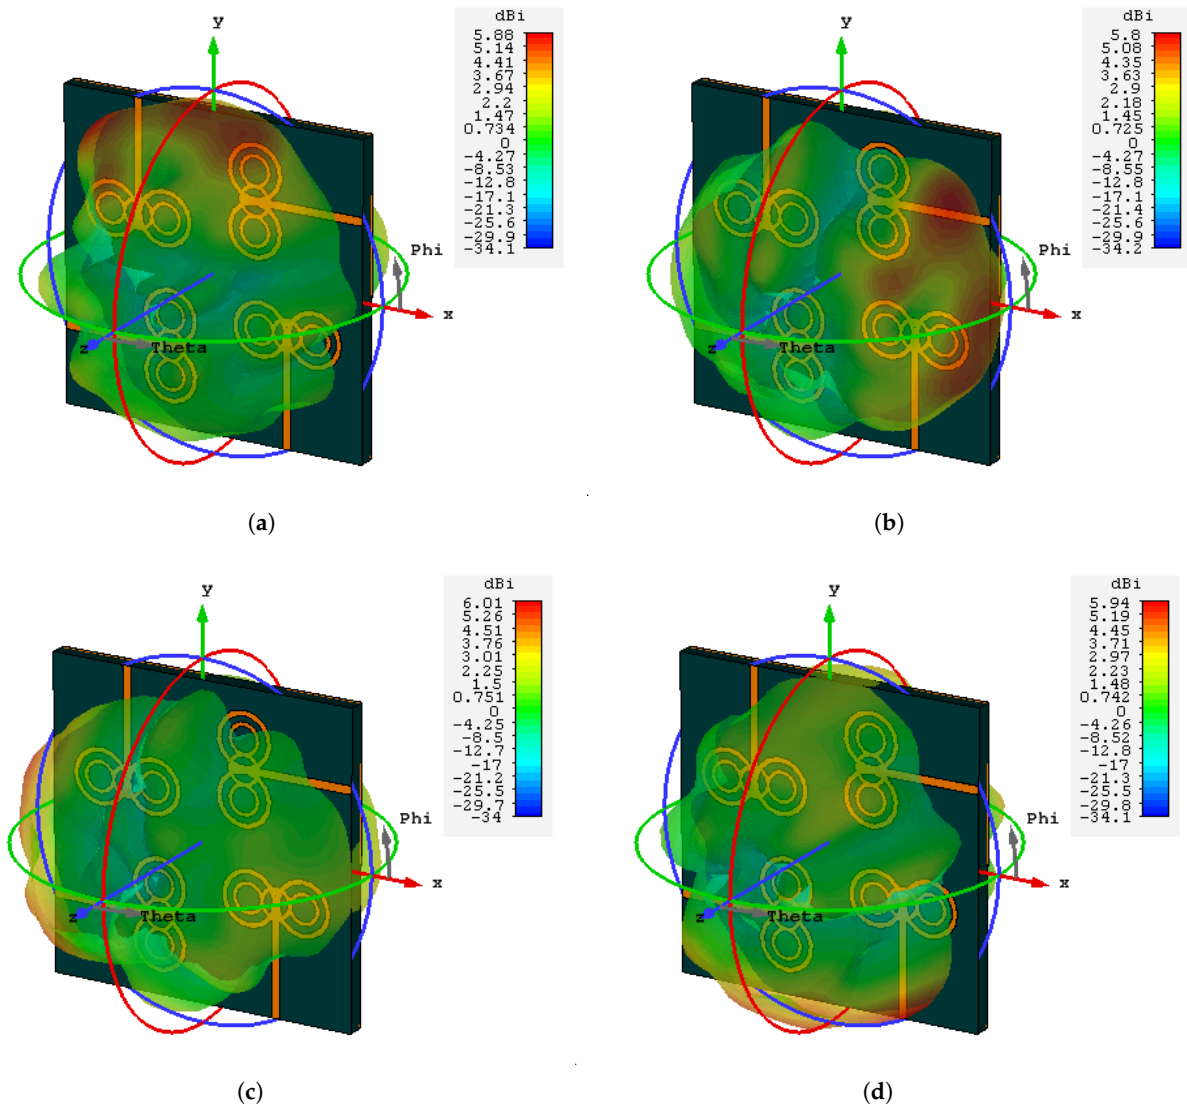 y
dBi
5.88
5.14
4.41
3.67
2.94
2.2
1.47
0.734
0
-4.27
-8.53
-12.8
-17.1
-21.3
-25.6
-29.9
-34.1
Phi
x
z
Theta
(a)
y
dBi
5.8
5.08
4.35
3.63
2.9
2.18
1.45
0.725
0
-4.27
-8.55
-12.8
-17.1
-21.4
-25.6
-29.9
-34.2
Phi
x
z
Theta
(b)
y
dBi
6.01
5.26
4.51
3.76
3.01
2.25
1.5
0.751
0
-4.25
-8.5
-12.7
-17
-21.2
-25.5
-29.7
-34
Phi
x
z
Theta
(c)
y
dBi
5.94
5.19
4.45
3.71
2.97
2.23
1.48
0.742
0
-4.26
-8.52
-12.8
-17
-21.3
-25.5
-29.8
-34.1
Phi
x
z
Theta
(d)